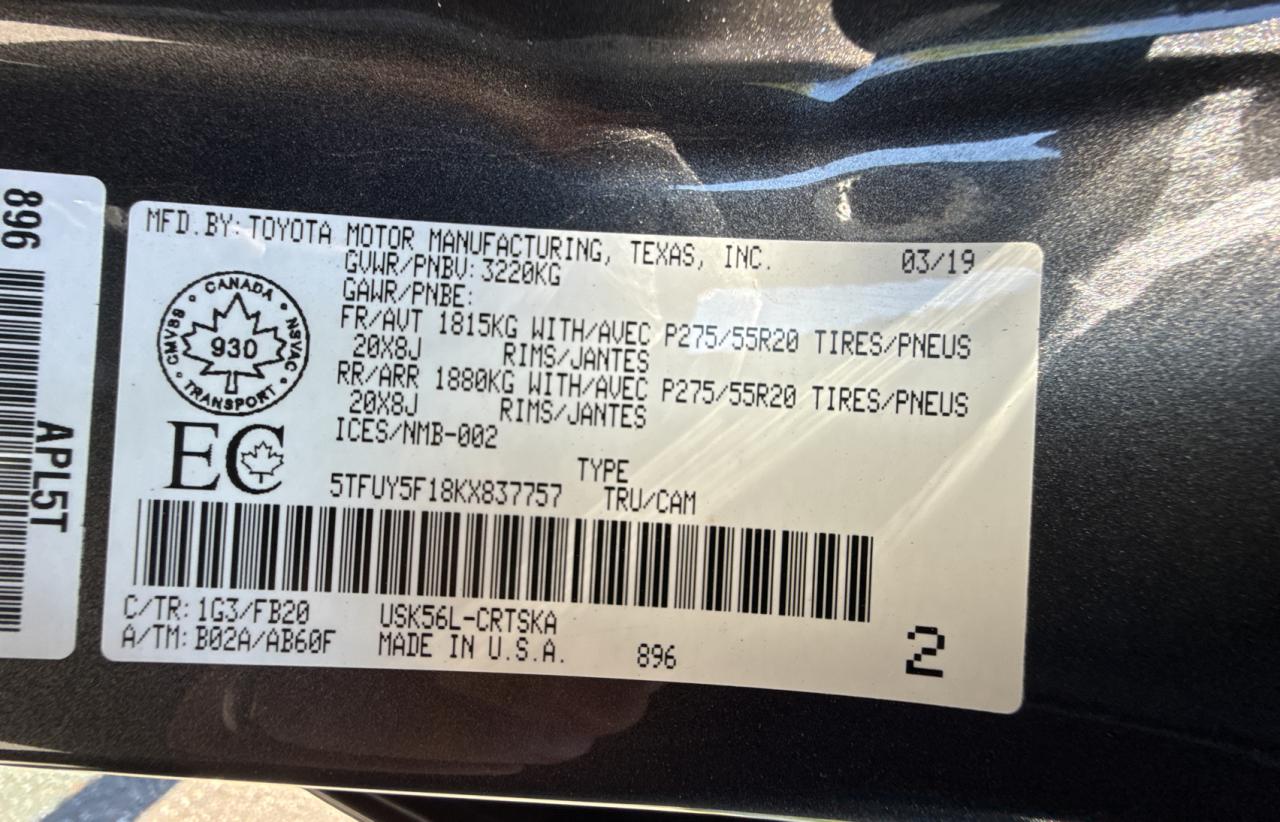 896
APL5T
MFD.BY: TOYOTA MOTOR MANUFACTURING, TEXAS, INC. 03/19
GVWR/PNBV: 3220KG
GAWR/PNBE:
FR/AVT 1815KG WITH/AVEC P275/55R20 TIRES/PNEUS
20X8J RIMS/JANTES
RR/ARR 1880KG WITH/AVEC P275/55R20 TIRES/PNEUS
20X8J RIMS/JANTES
ICES/NMB-002
CANADA
CMVSS
930
NSVAC
TRANSPORT
EC
TYPE
5TFUY5F18KX837757 TRU/CAM
C/TR: 1G3/FB20 USK56L-CRTSKA
A/TM: B02A/AB60F MADE IN U.S.A. 896
2